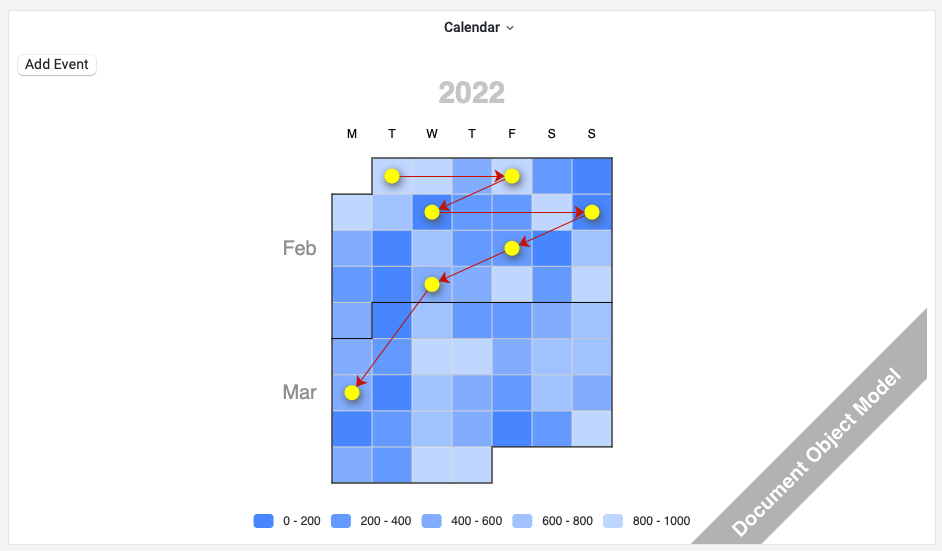 Calendar
Add Event
2022
M T W T F S S
Feb
Mar
0 - 200 200 - 400 400 - 600 600 - 800 800 - 1000
Document Object Model